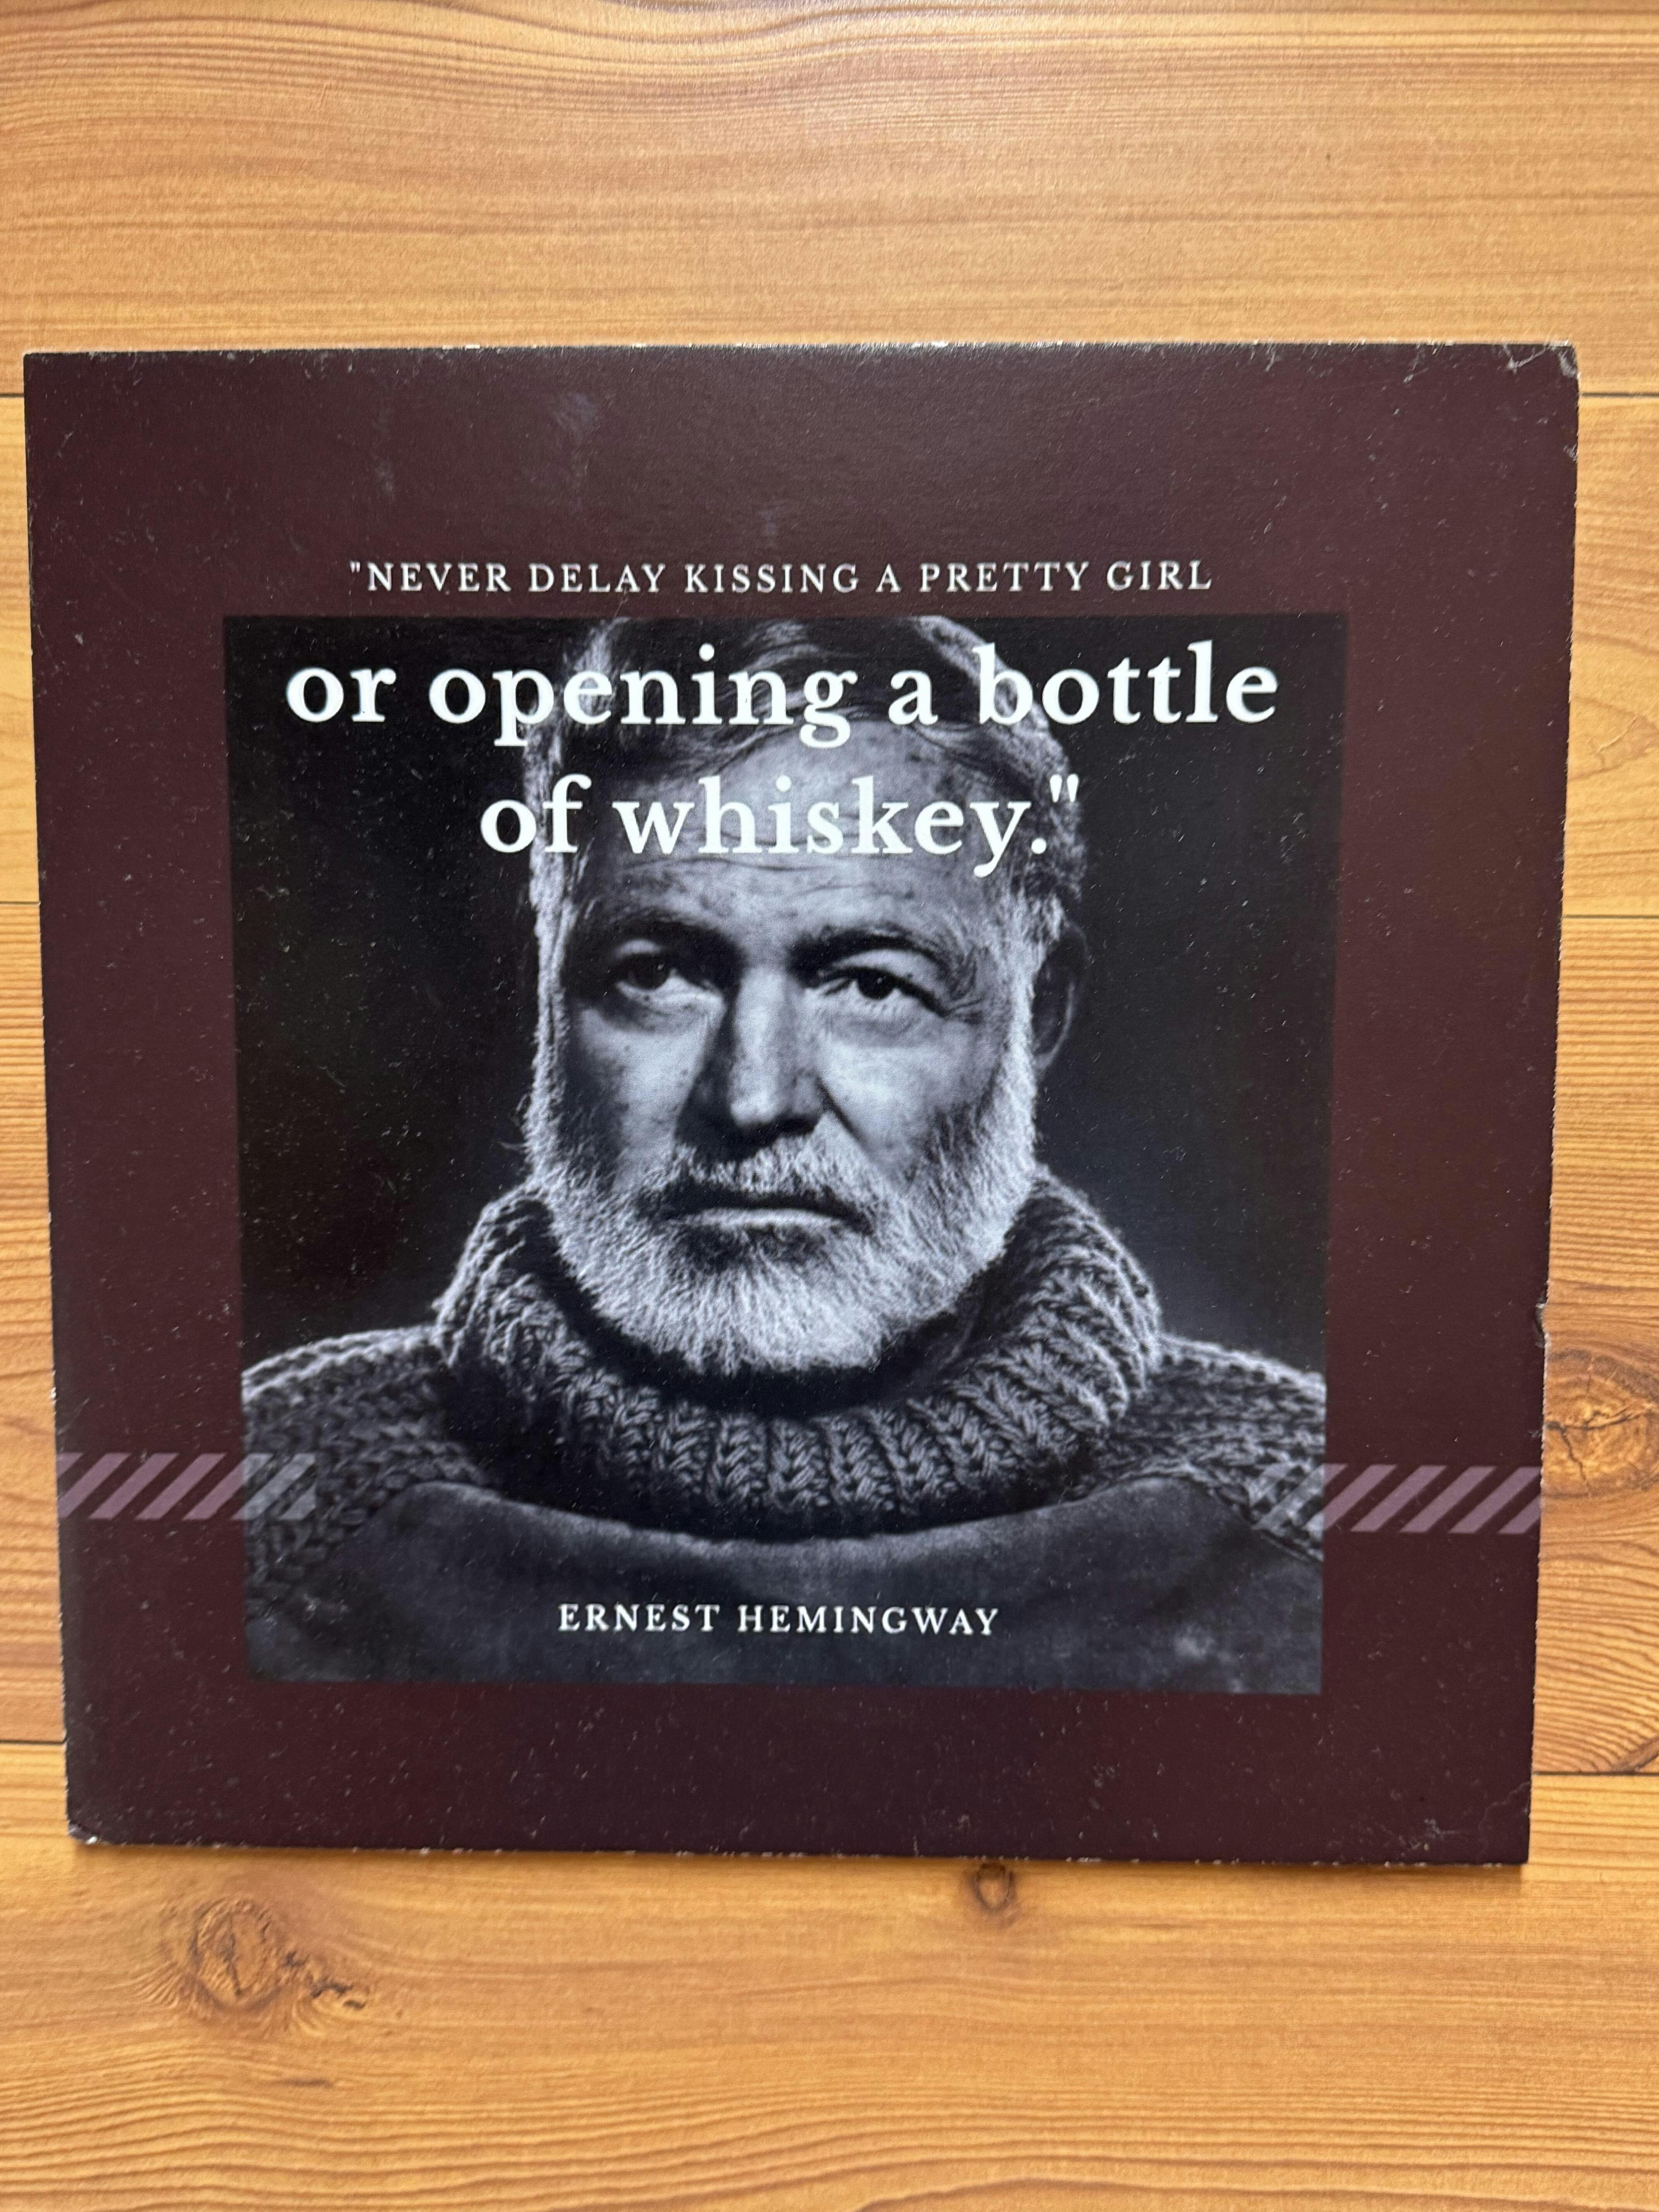 "NEVER DELAY KISSING A PRETTY GIRL
or opening a bottle
of whiskey."
ERNEST HEMINGWAY